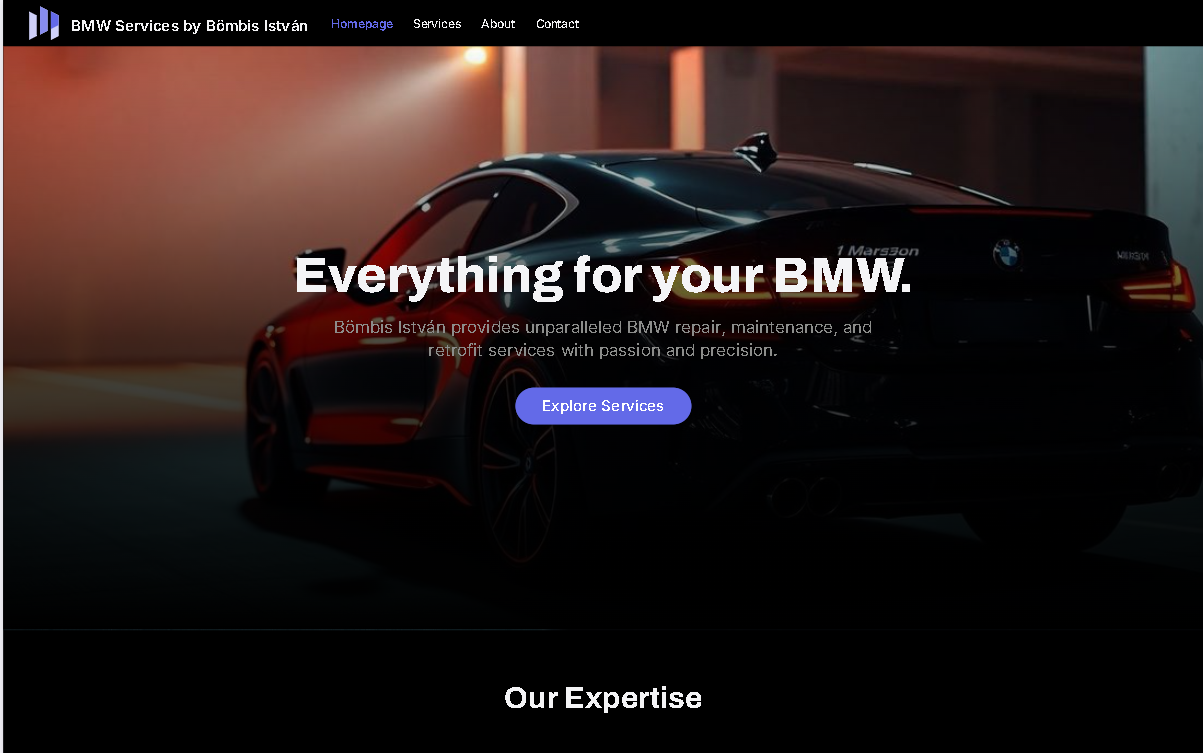 BMW Services by Bömbis István
Homepage
Services
About
Contact
1 Marsson
Everything for your BMW.
Bömbis István provides unparalleled BMW repair, maintenance, and
retrofit services with passion and precision.
Explore Services
Our Expertise